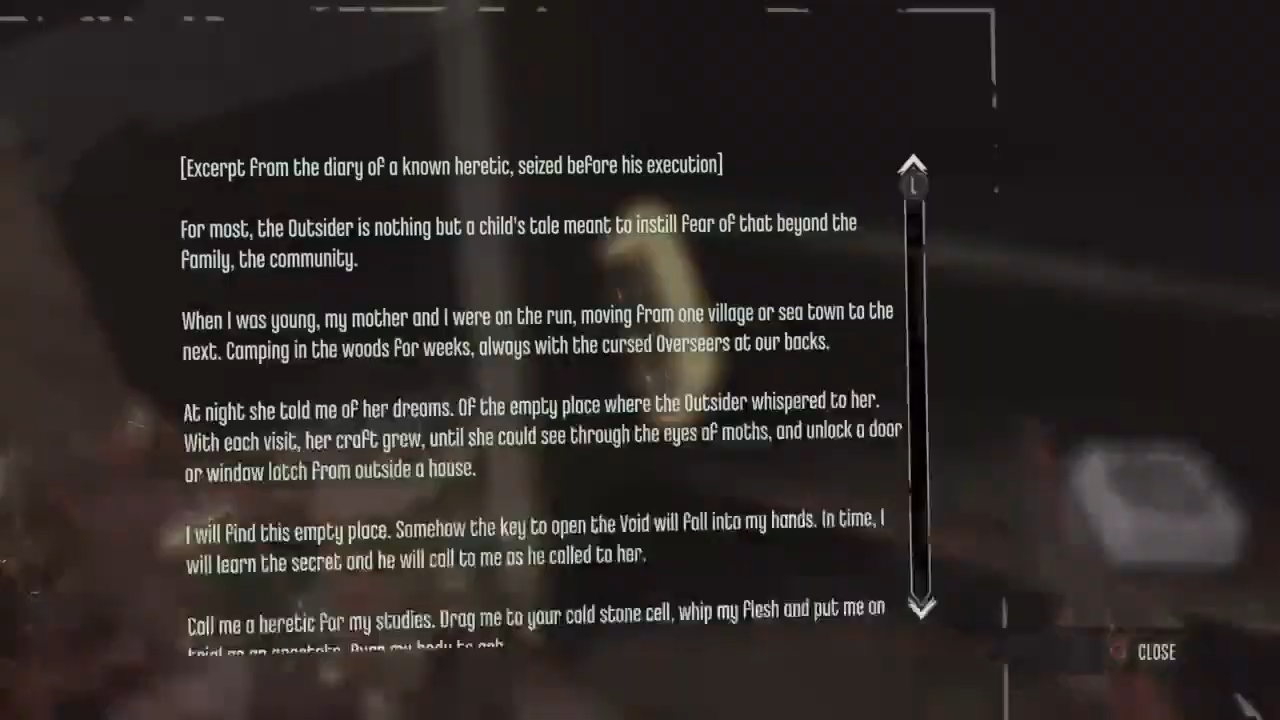 [Excerpt from the diary of a known heretic, seized before his execution]
For most, the Outsider is nothing but a child's tale meant to instill fear of that beyond the
family, the community.
When I was young, my mother and I were on the run, moving from one village or sea town to the
next. Camping in the woods for weeks, always with the cursed Overseers at our backs.
At night she told me of her dreams. Of the empty place where the Outsider whispered to her.
With each visit, her craft grew, until she could see through the eyes of moths, and unlock a door
or window latch from outside a house.
I will find this empty place. Somehow the key to open the Void will fall into my hands. In time, I
will learn the secret and he will call to me as he called to her.
Call me a heretic for my studies. Drag me to your cold stone cell, whip my flesh and put me on
L
CLOSE